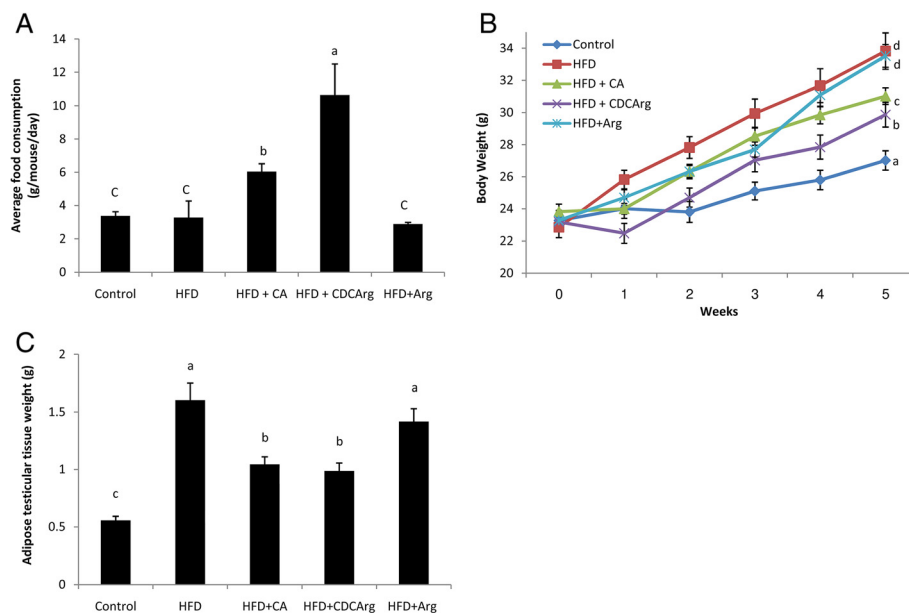 A
Average food consumption
(g/mouse/day)
14
12
10
8
6
4
2
0
C
C
b
a
C
Control
HFD
HFD + CA
HFD + CDCArg
HFD+Arg
B
Body Weight (g)
34
32
30
28
26
24
22
20
Control
HFD
HFD + CA
HFD + CDCArg
HFD+Arg
d
d
c
b
a
0
1
2
3
4
5
Weeks
C
Adipose testicular tissue weight (g)
2
1.5
1
0.5
0
c
a
b
b
a
Control
HFD
HFD+CA
HFD+CDCArg
HFD+Arg